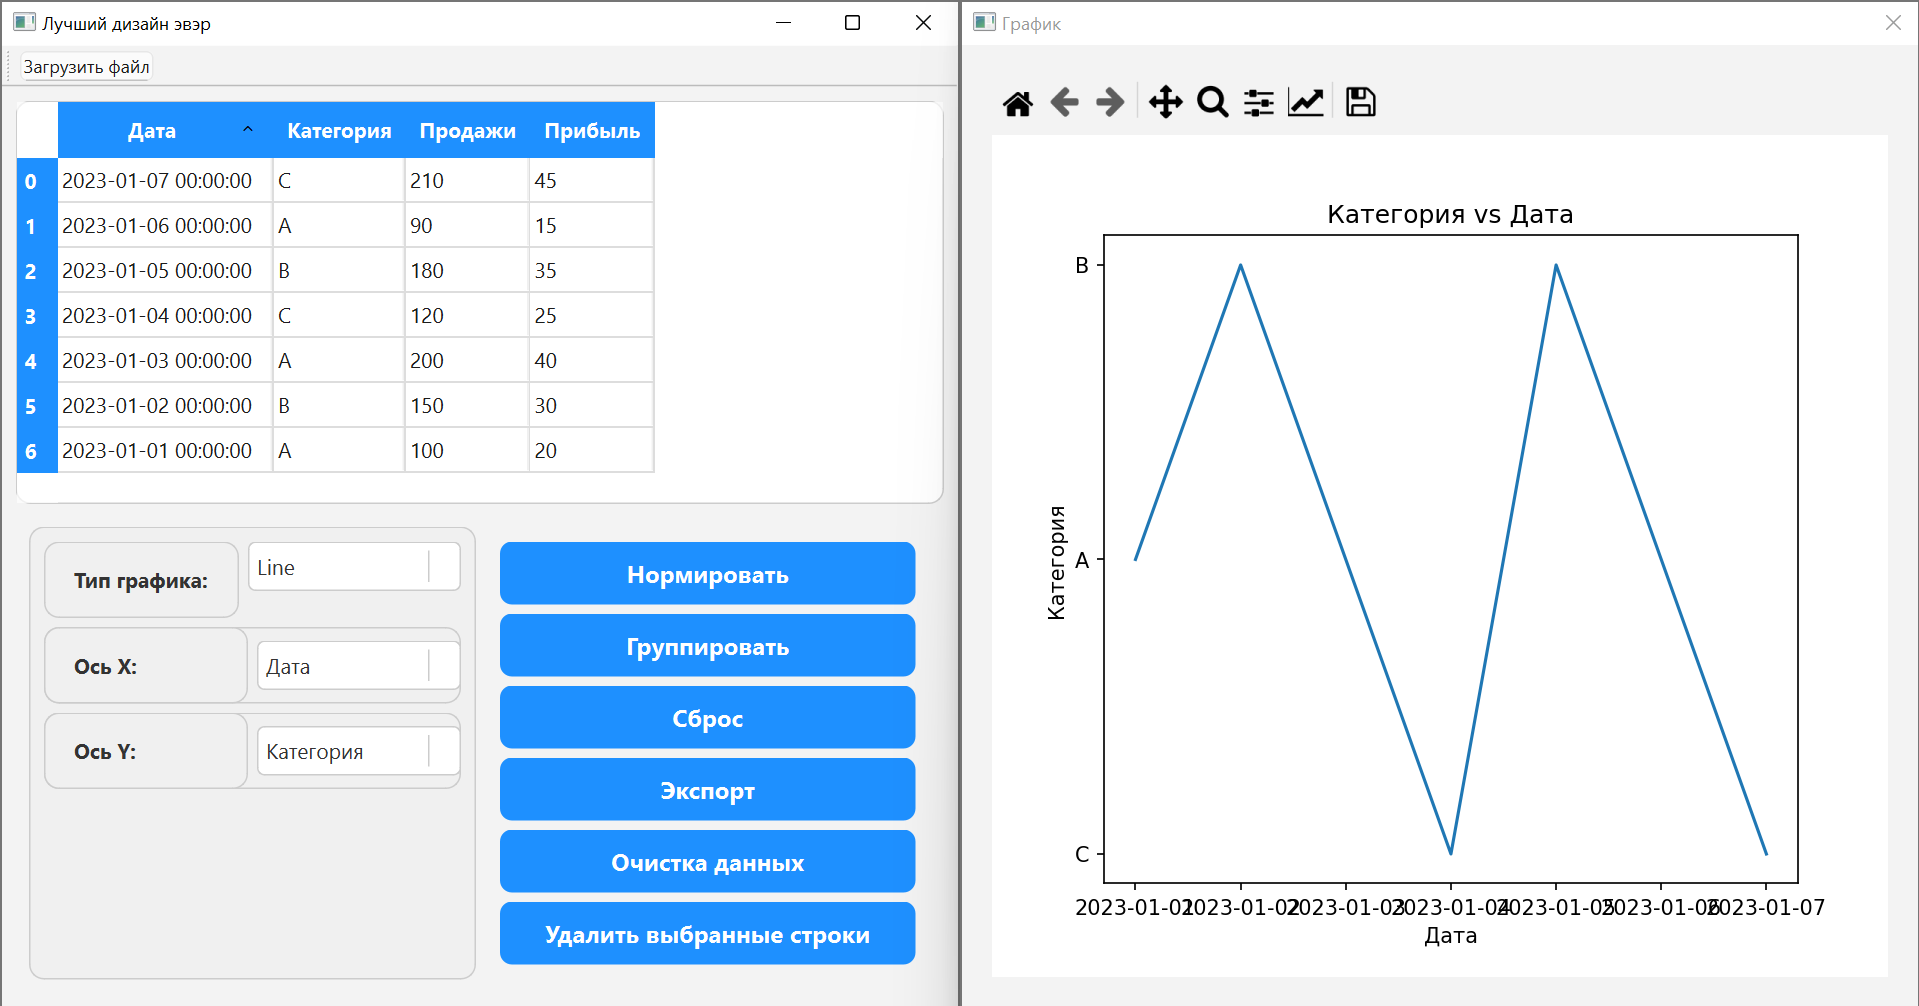 Лучший дизайн эвэр
Загрузить файл
Дата Категория Продажи Прибыль
0 2023-01-07 00:00:00 C 210 45
1 2023-01-06 00:00:00 A 90 15
2 2023-01-05 00:00:00 B 180 35
3 2023-01-04 00:00:00 C 120 25
4 2023-01-03 00:00:00 A 200 40
5 2023-01-02 00:00:00 B 150 30
6 2023-01-01 00:00:00 A 100 20
Тип графика: Line
Ось X: Дата
Ось Y: Категория
Нормировать
Группировать
Сброс
Экспорт
Очистка данных
Удалить выбранные строки
График
Категория vs Дата
B
A
C
Категория
2023-01-01 2023-01-02 2023-01-03 2023-01-04 2023-01-05 2023-01-06 2023-01-07
Дата